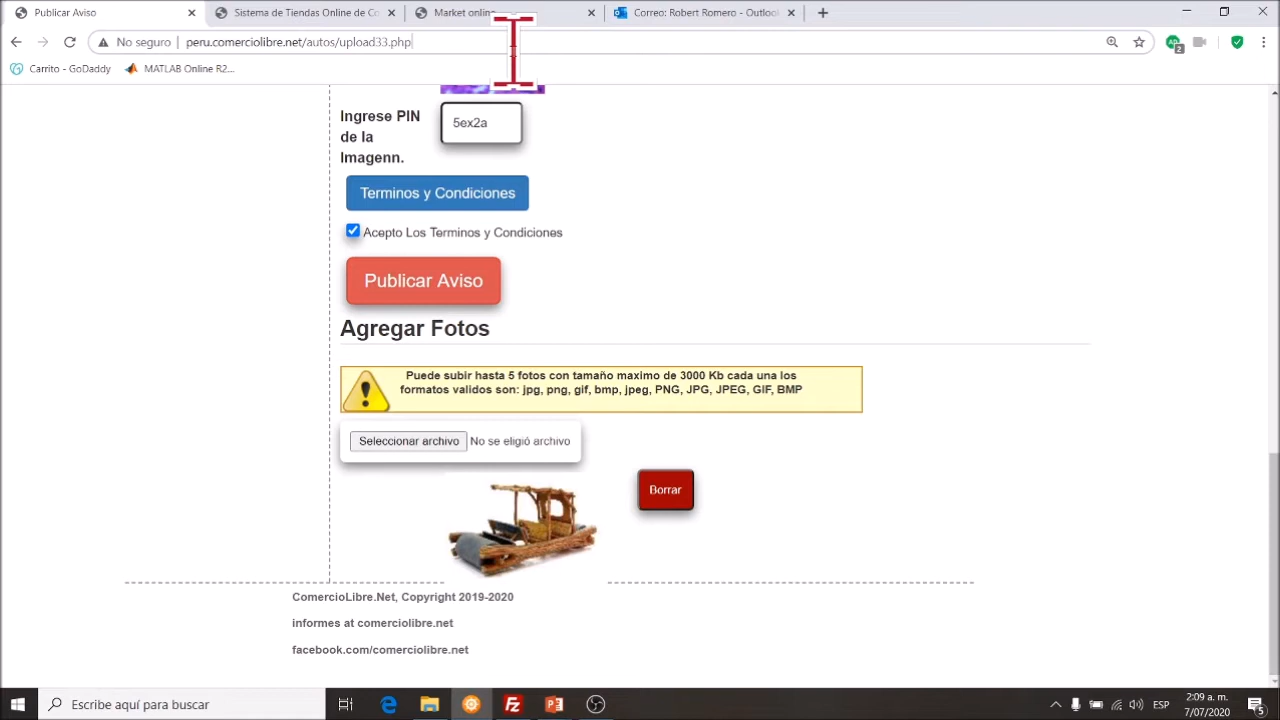 Publicar Aviso
Sistema de Tiendas Online de Co
Market online
Correo: Robert Romero - Outlook
No seguro | peru.comerciolibre.net/autos/upload33.php
Carrito - GoDaddy
MATLAB Online R2...
Ingrese PIN
de la
Imagenn.
5ex2a
Terminos y Condiciones
Acepto Los Terminos y Condiciones
Publicar Aviso
Agregar Fotos
Puede subir hasta 5 fotos con tamaño maximo de 3000 Kb cada una los
formatos validos son: jpg, png, gif, bmp, jpeg, PNG, JPG, JPEG, GIF, BMP
Seleccionar archivo No se eligió archivo
Borrar
ComercioLibre.Net, Copyright 2019-2020
informes at comerciolibre.net
facebook.com/comerciolibre.net
Escribe aquí para buscar
ESP
2:09 a. m.
7/07/2020
5